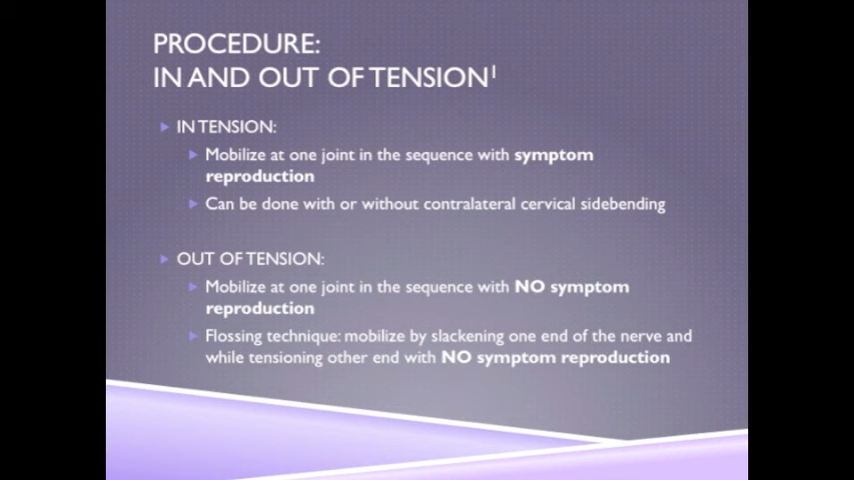 PROCEDURE:
IN AND OUT OF TENSION¹
IN TENSION:
Mobilize at one joint in the sequence with symptom
reproduction
Can be done with or without contralateral cervical sidebending
OUT OF TENSION:
Mobilize at one joint in the sequence with NO symptom
reproduction
Flossing technique: mobilize by slackening one end of the nerve and
while tensioning other end with NO symptom reproduction